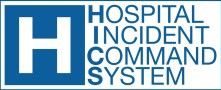 H
HOSPITAL
INCIDENT
COMMAND
SYSTEM